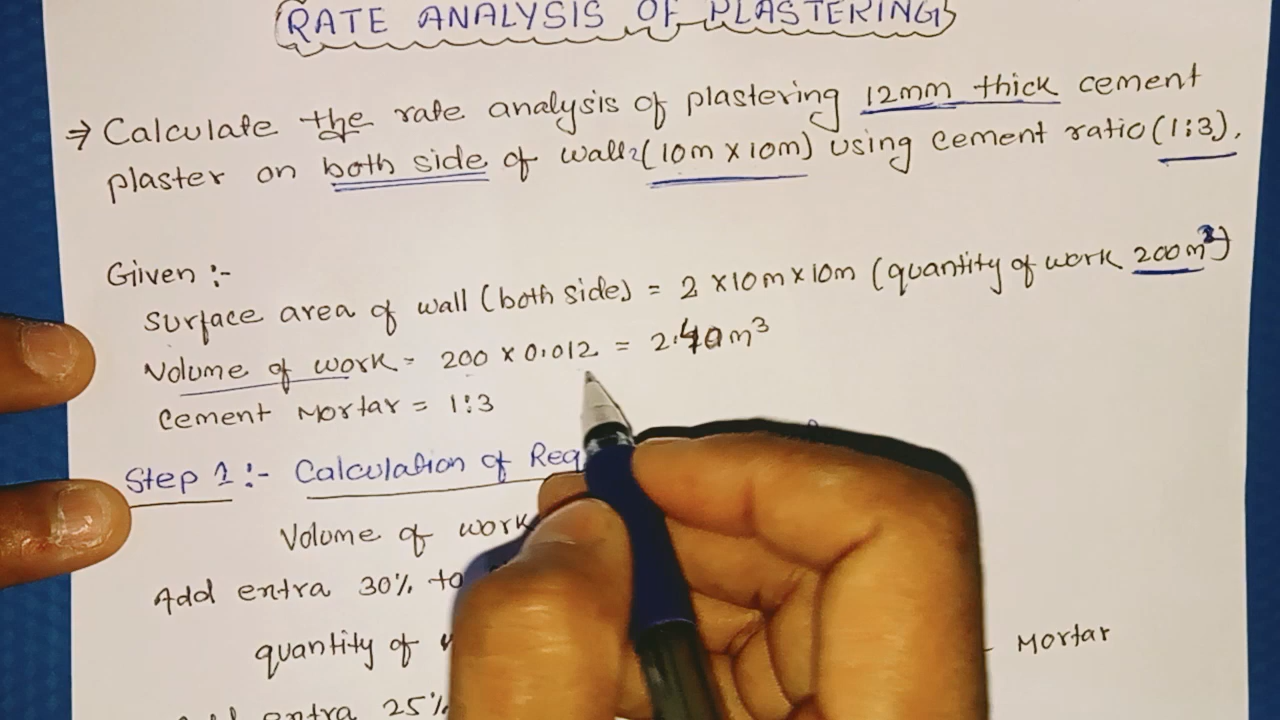 RATE ANALYSIS OF PLASTERING
⇒ Calculate the rate analysis of plastering 12mm thick cement
plaster on both side of wall (10m x 10m) using cement ratio (1:3).
Given :-
Surface area of wall (both side) = 2 x 10m x 10m (quantity of work 200m²)
Volume of work = 200 x 0.012 = 2.40m³
Cement Mortar = 1:3
Step 1 :- Calculation of Req
Volume of work
Add entra 30% to
quantity of Mortar
entra 25%